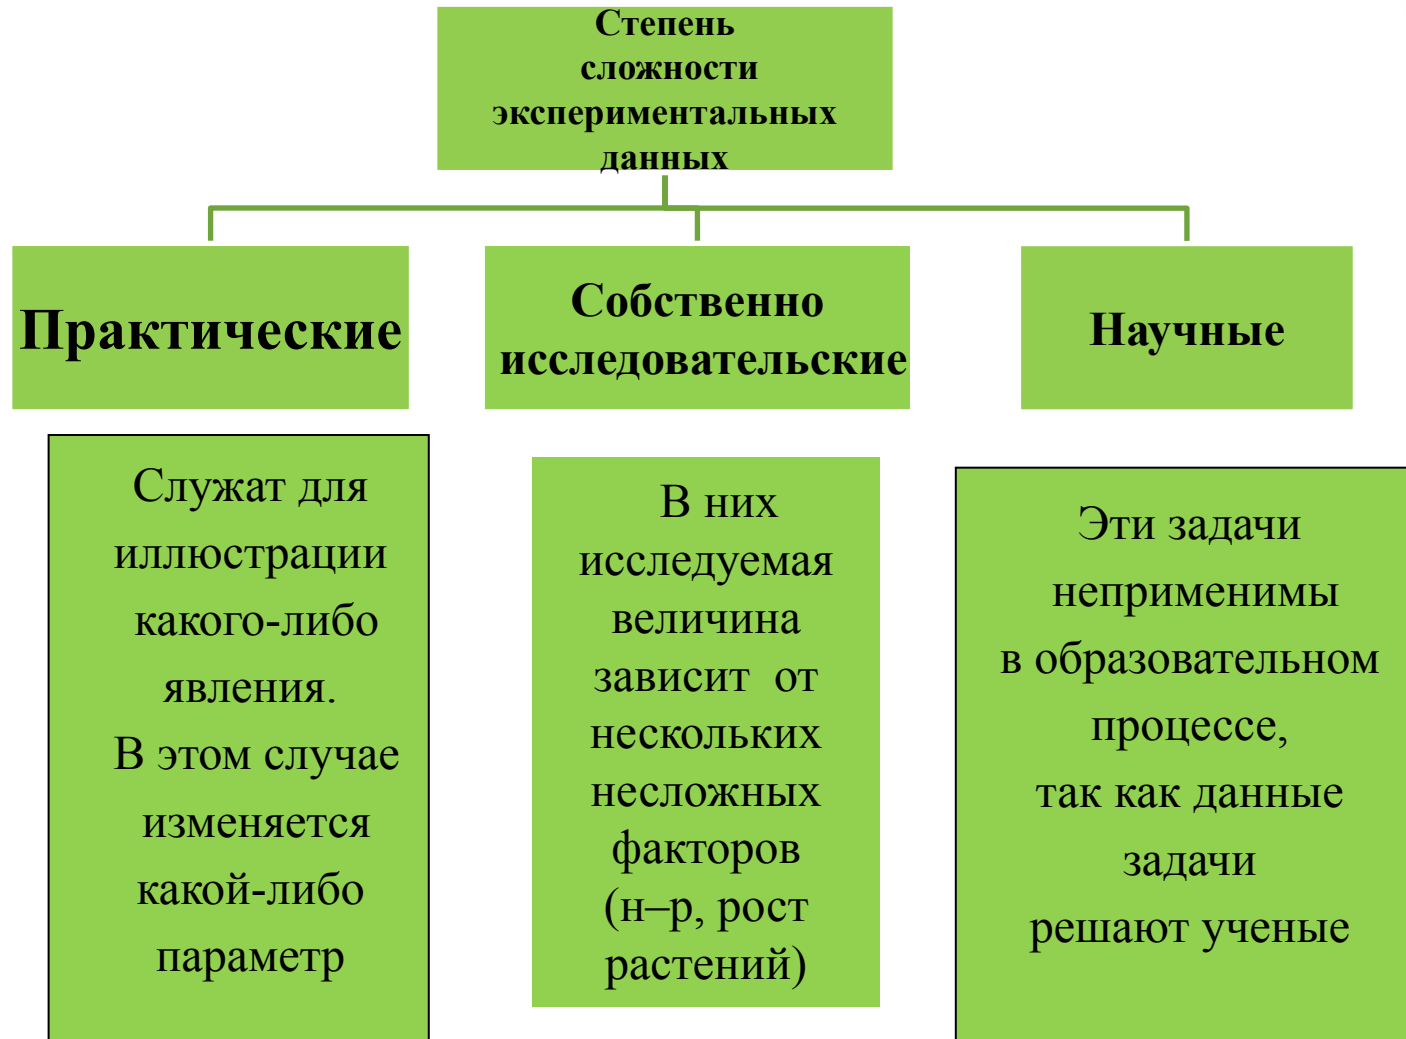 Степень
сложности
экспериментальных
данных
Практические
Собственно
исследовательские
Научные
Служат для
иллюстрации
какого-либо
явления.
В этом случае
изменяется
какой-либо
параметр
В них
исследуемая
величина
зависит от
нескольких
несложных
факторов
(н–р, рост
растений)
Эти задачи
неприменимы
в образовательном
процессе,
так как данные
задачи
решают ученые